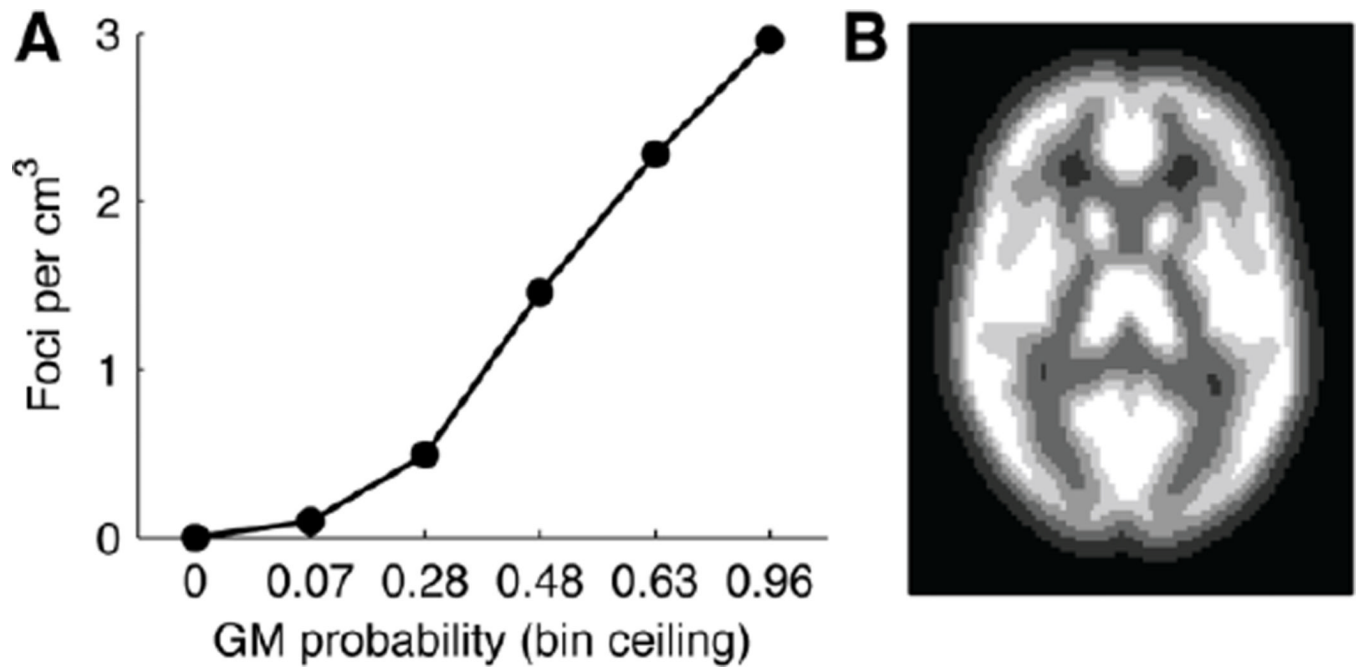 A
B
3
2
1
0
Foci per cm³
0 0.07 0.28 0.48 0.63 0.96
GM probability (bin ceiling)